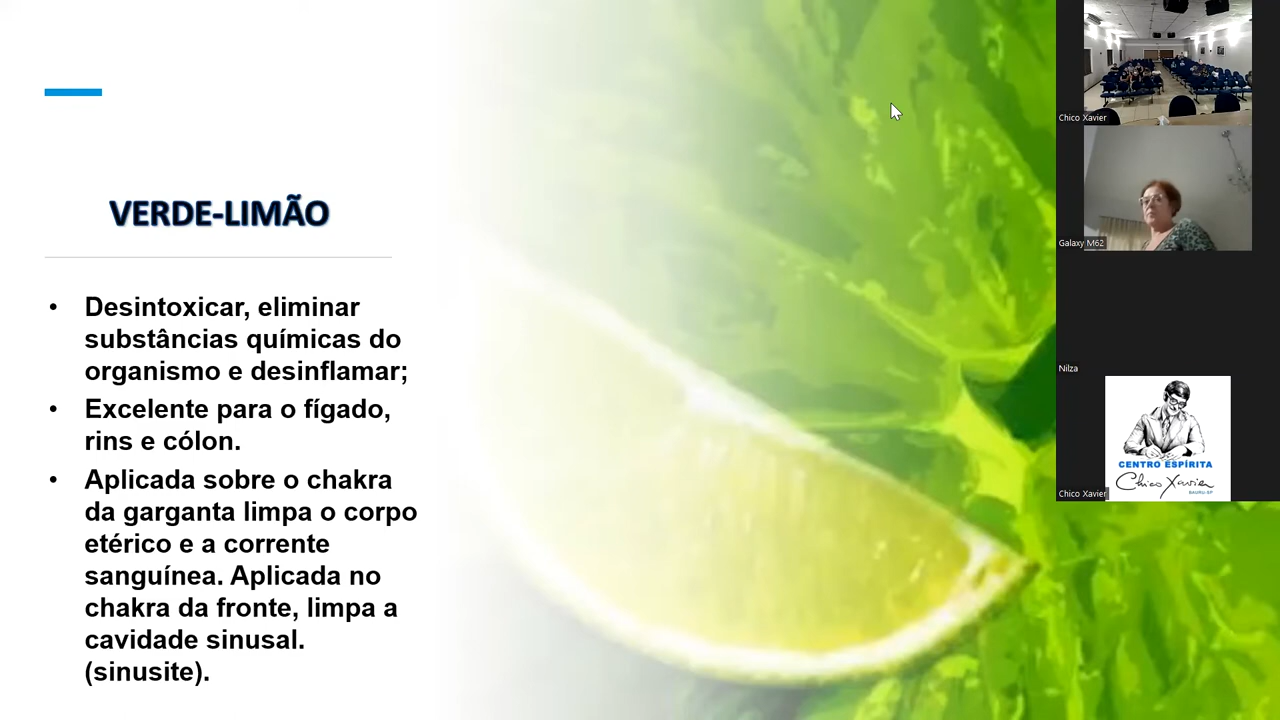 VERDE-LIMÃO
• Desintoxicar, eliminar
substâncias químicas do
organismo e desinflamar;
• Excelente para o fígado,
rins e cólon.
• Aplicada sobre o chakra
da garganta limpa o corpo
etérico e a corrente
sanguínea. Aplicada no
chakra da fronte, limpa a
cavidade sinusal.
(sinusite).
Chico Xavier
Galaxy M62
Nilza
CENTRO ESPÍRITA
Chico Xavier
BAURU-SP
Chico Xavier